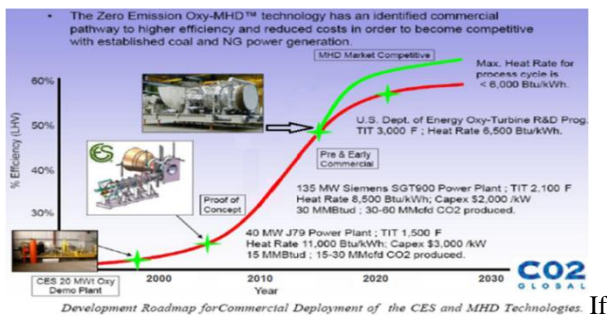 • The Zero Emission Oxy-MHD™ technology has an identified commercial
pathway to higher efficiency and reduced costs in order to become competitive
with established coal and NG power generation.
MHD Market Competitive
Max. Heat Rate for
process cycle is
< 6,000 Btu/kWh.
60%
U.S. Dept. of Energy Oxy-Turbine R&D Prog.
TIT 3,000 F ; Heat Rate 6,500 Btu/kWh.
50%
CES
Pre & Early
Commercial
% Efficiency (LHV)
40%
135 MW Siemens SGT900 Power Plant ; TIT 2,100 F
Heat Rate 8,500 Btu/kWh; Capex $2,000 /kW
30 MMBtud ; 30-60 MMcfd CO2 produced.
Proof of
Concept
30%
40 MW J79 Power Plant ; TIT 1,500 F
Heat Rate 11,000 Btu/kWh; Capex $3,000 /kW
15 MMBtud ; 15-30 MMcfd CO2 produced.
CES 20 MWt Oxy
Demo Plant
2000
2010
2020
2030
Year
CO2
GLOBAL
Development Roadmap for Commercial Deployment of the CES and MHD Technologies. If